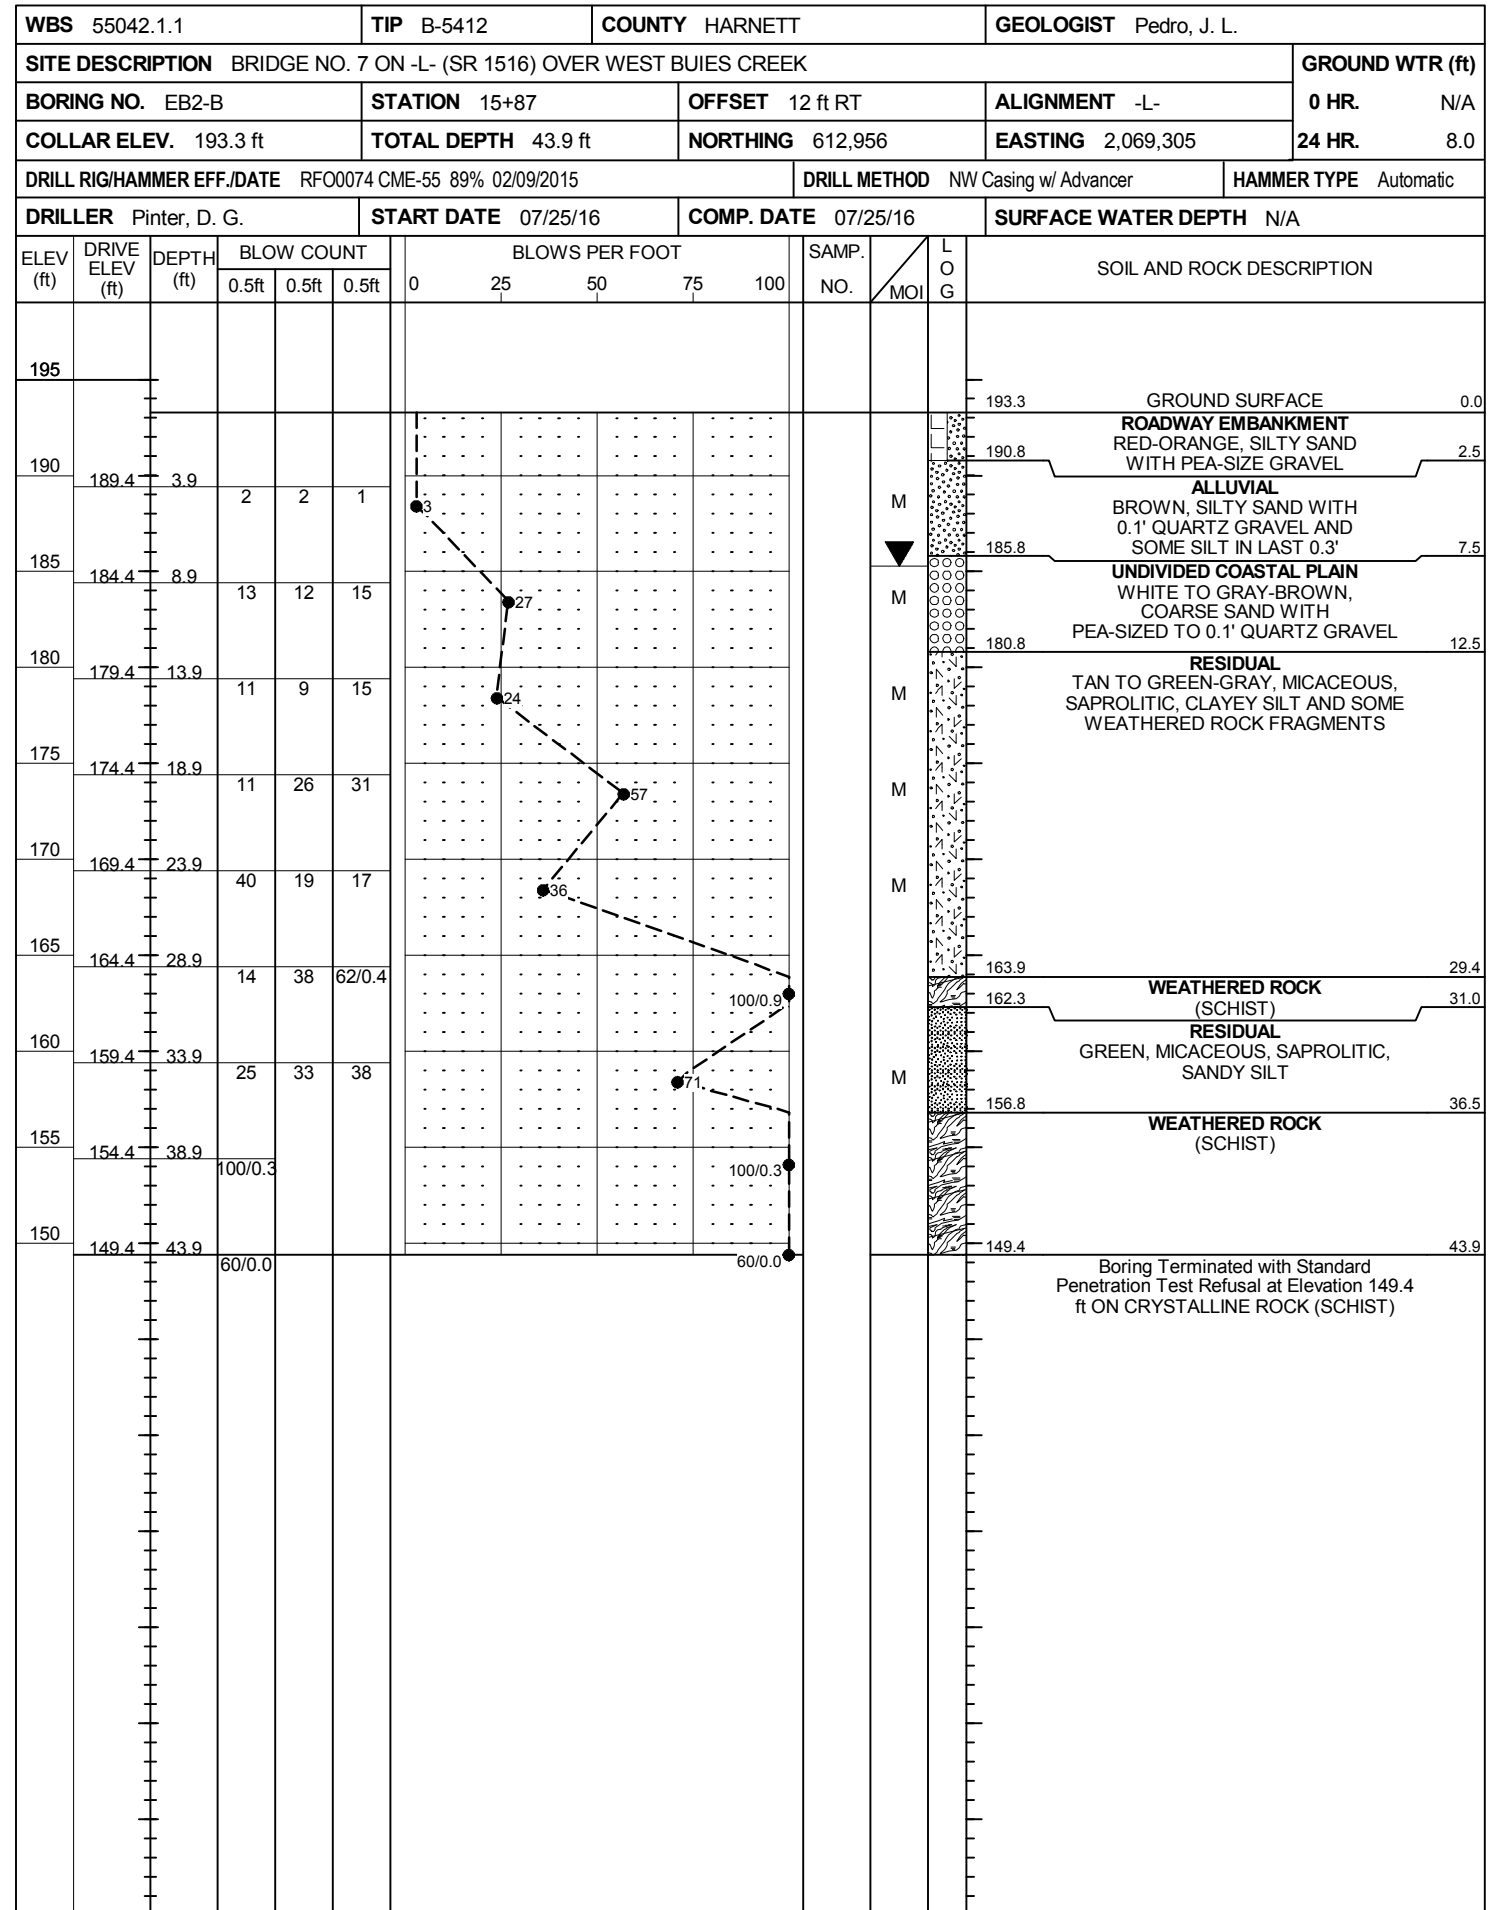 WBS 55042.1.1 TIP B-5412 COUNTY HARNETT GEOLOGIST Pedro, J. L.
SITE DESCRIPTION BRIDGE NO. 7 ON -L- (SR 1516) OVER WEST BUIES CREEK GROUND WTR (ft)
BORING NO. EB2-B STATION 15+87 OFFSET 12 ft RT ALIGNMENT -L- 0 HR. N/A
COLLAR ELEV. 193.3 ft TOTAL DEPTH 43.9 ft NORTHING 612,956 EASTING 2,069,305 24 HR. 8.0
DRILL RIG/HAMMER EFF./DATE RFO0074 CME-55 89% 02/09/2015 DRILL METHOD NW Casing w/ Advancer HAMMER TYPE Automatic
DRILLER Pinter, D. G. START DATE 07/25/16 COMP. DATE 07/25/16 SURFACE WATER DEPTH N/A
ELEV (ft) DRIVE ELEV (ft) DEPTH (ft) BLOW COUNT BLOWS PER FOOT SAMP. NO. MOI LOG SOIL AND ROCK DESCRIPTION
0.5ft 0.5ft 0.5ft 0 25 50 75 100
195
193.3 GROUND SURFACE 0.0
ROADWAY EMBANKMENT
RED-ORANGE, SILTY SAND
190.8 WITH PEA-SIZE GRAVEL 2.5
190
189.4 3.9
ALLUVIAL
2 2 1 3 M
BROWN, SILTY SAND WITH
0.1' QUARTZ GRAVEL AND
185.8 SOME SILT IN LAST 0.3' 7.5
185
184.4 8.9
UNDIVIDED COASTAL PLAIN
13 12 15 27 M
WHITE TO GRAY-BROWN,
COARSE SAND WITH
PEA-SIZED TO 0.1' QUARTZ GRAVEL
180.8 12.5
180
179.4 13.9
RESIDUAL
TAN TO GREEN-GRAY, MICACEOUS,
11 9 15 24 M
SAPROLITIC, CLAYEY SILT AND SOME
WEATHERED ROCK FRAGMENTS
175
174.4 18.9
11 26 31 57 M
170
169.4 23.9
40 19 17 36 M
165
164.4 28.9
163.9 29.4
14 38 62/0.4 100/0.9
WEATHERED ROCK
162.3 (SCHIST) 31.0
RESIDUAL
160
159.4 33.9
GREEN, MICACEOUS, SAPROLITIC,
SANDY SILT
25 33 38 71 M
156.8 36.5
WEATHERED ROCK
(SCHIST)
155
154.4 38.9
100/0.3 100/0.3
150
149.4 43.9
149.4 43.9
60/0.0 60/0.0
Boring Terminated with Standard
Penetration Test Refusal at Elevation 149.4
ft ON CRYSTALLINE ROCK (SCHIST)